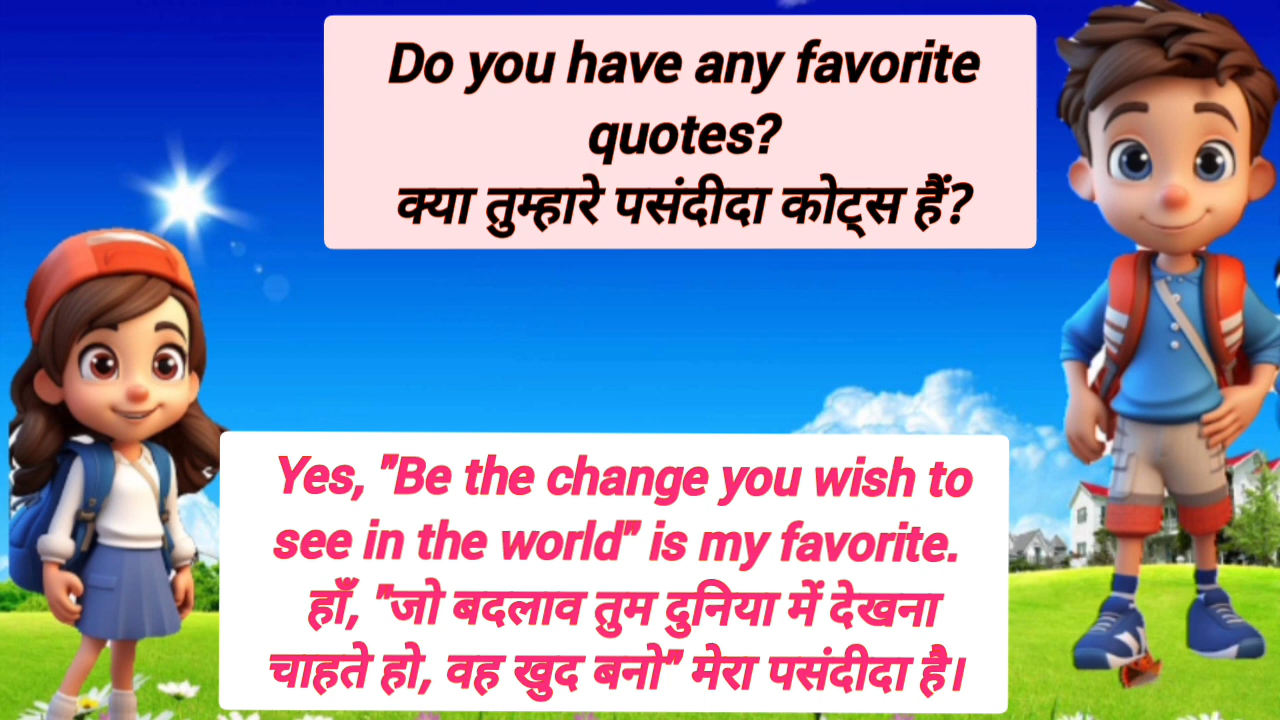 Do you have any favorite
quotes?
क्या तुम्हारे पसंदीदा कोट्स हैं?
Yes, "Be the change you wish to
see in the world" is my favorite.
हाँ, "जो बदलाव तुम दुनिया में देखना
चाहते हो, वह खुद बनो" मेरा पसंदीदा है।